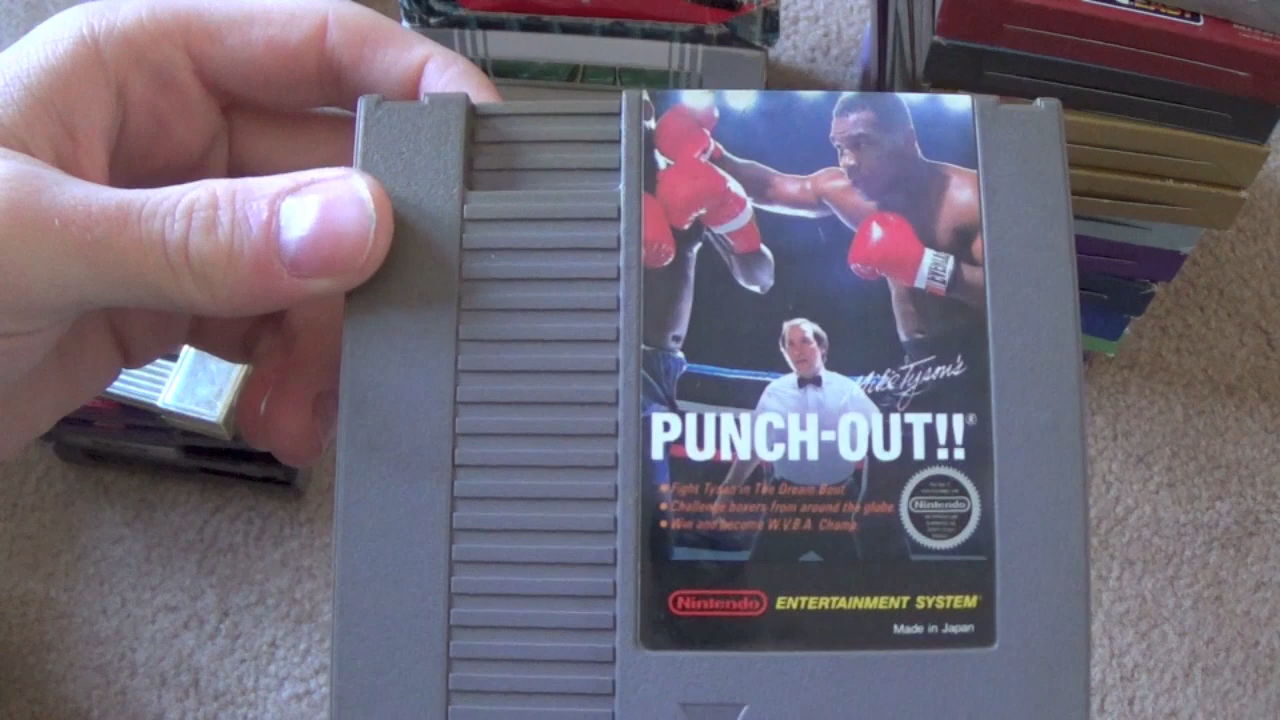 Mike Tyson's
PUNCH-OUT!!®
• Fight Tyson in The Dream Bout
• Challenge boxers from around the globe
• Win and become W.V.B.A. Champ
Nintendo
Nintendo ENTERTAINMENT SYSTEM
Made in Japan